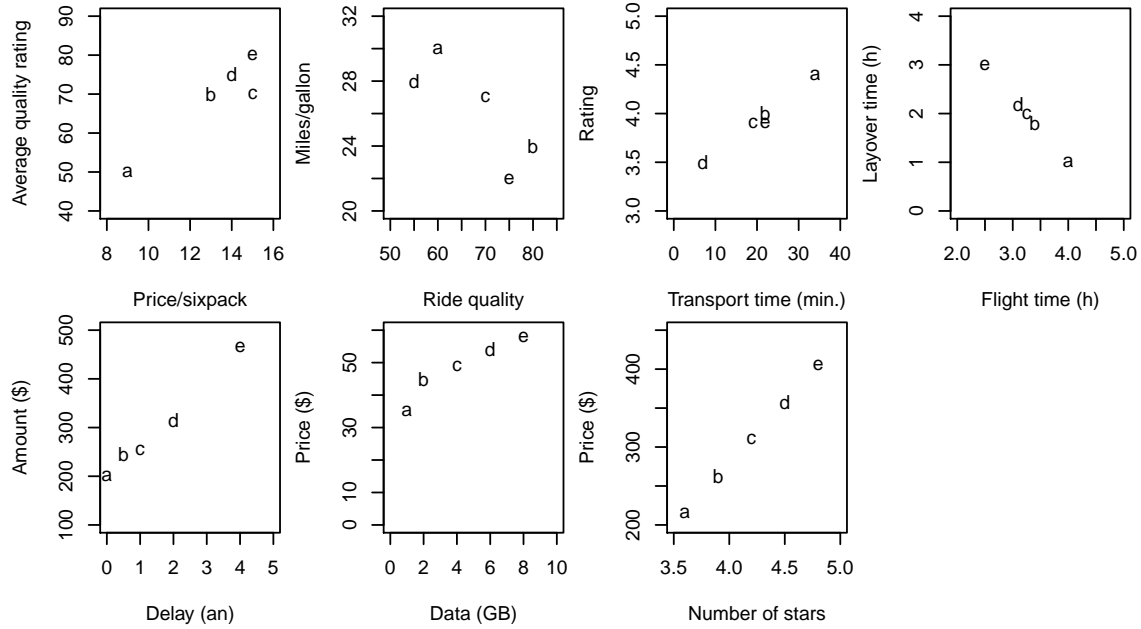 Average quality rating
40 50 60 70 80 90
a
b
c
d
e
8 10 12 14 16
Price/sixpack
Miles/gallon
20 24 28 32
a
b
c
d
e
50 60 70 80
Ride quality
Rating
3.0 3.5 4.0 4.5 5.0
a
b
c
d
e
0 10 20 30 40
Transport time (min.)
Layover time (h)
0 1 2 3 4
a
b
c
d
e
2.0 3.0 4.0 5.0
Flight time (h)
Amount ($)
100 200 300 400 500
a
b
c
d
e
0 1 2 3 4 5
Delay (an)
Price ($)
0 10 30 50
a
b
c
d
e
0 2 4 6 8 10
Data (GB)
Price ($)
200 300 400
a
b
c
d
e
3.5 4.0 4.5 5.0
Number of stars